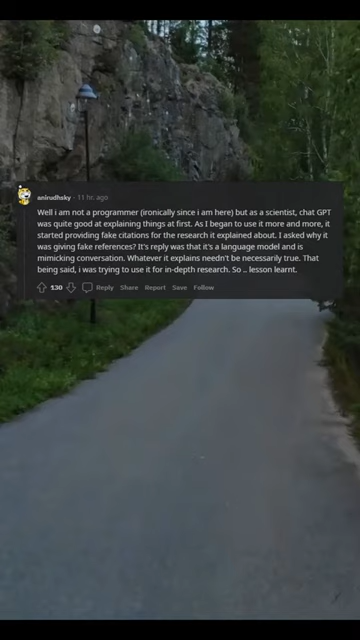 anirudhsky · 11 hr. ago
Well i am not a programmer (ironically since i am here) but as a scientist, chat GPT
was quite good at explaining things at first. As I began to use it more and more, it
started providing fake citations for the research it explained about. I asked why it
was giving fake references? It's reply was that it's a language model and is
mimicking conversation. Whatever it explains needn't be necessarily true. That
being said, i was trying to use it for in-depth research. So .. lesson learnt.
130 Reply Share Report Save Follow